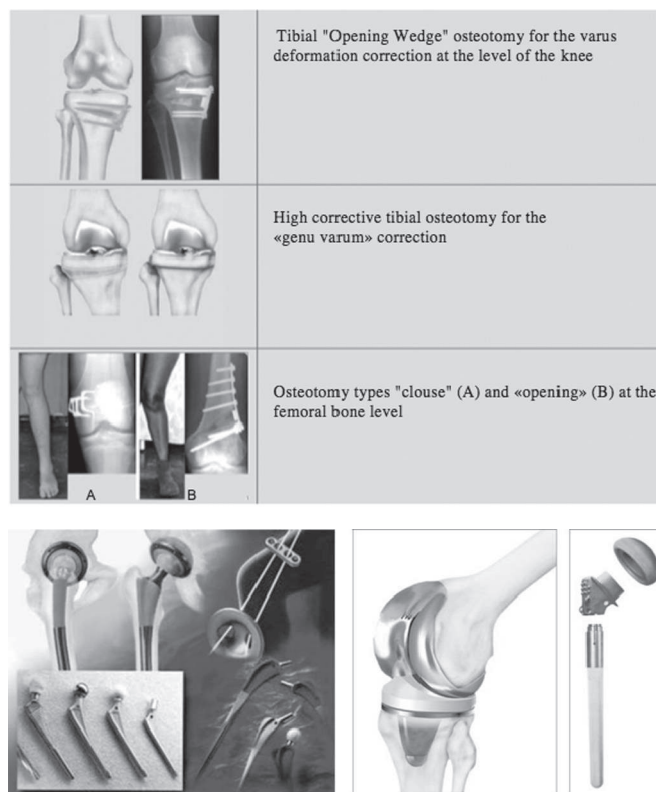 Tibial "Opening Wedge" osteotomy for the varus
deformation correction at the level of the knee
High corrective tibial osteotomy for the
«genu varum» correction
Osteotomy types "clouse" (A) and «opening» (B) at the
femoral bone level
A
B